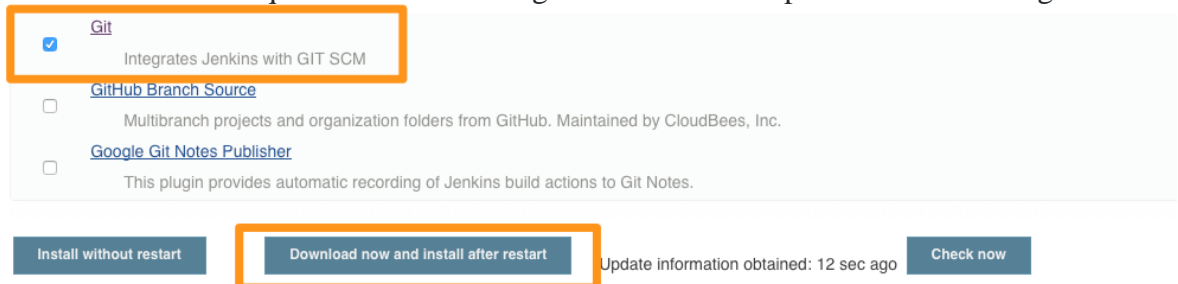 Git
Integrates Jenkins with GIT SCM
GitHub Branch Source
Multibranch projects and organization folders from GitHub. Maintained by CloudBees, Inc.
Google Git Notes Publisher
This plugin provides automatic recording of Jenkins build actions to Git Notes.
Install without restart Download now and install after restart Update information obtained: 12 sec ago Check now